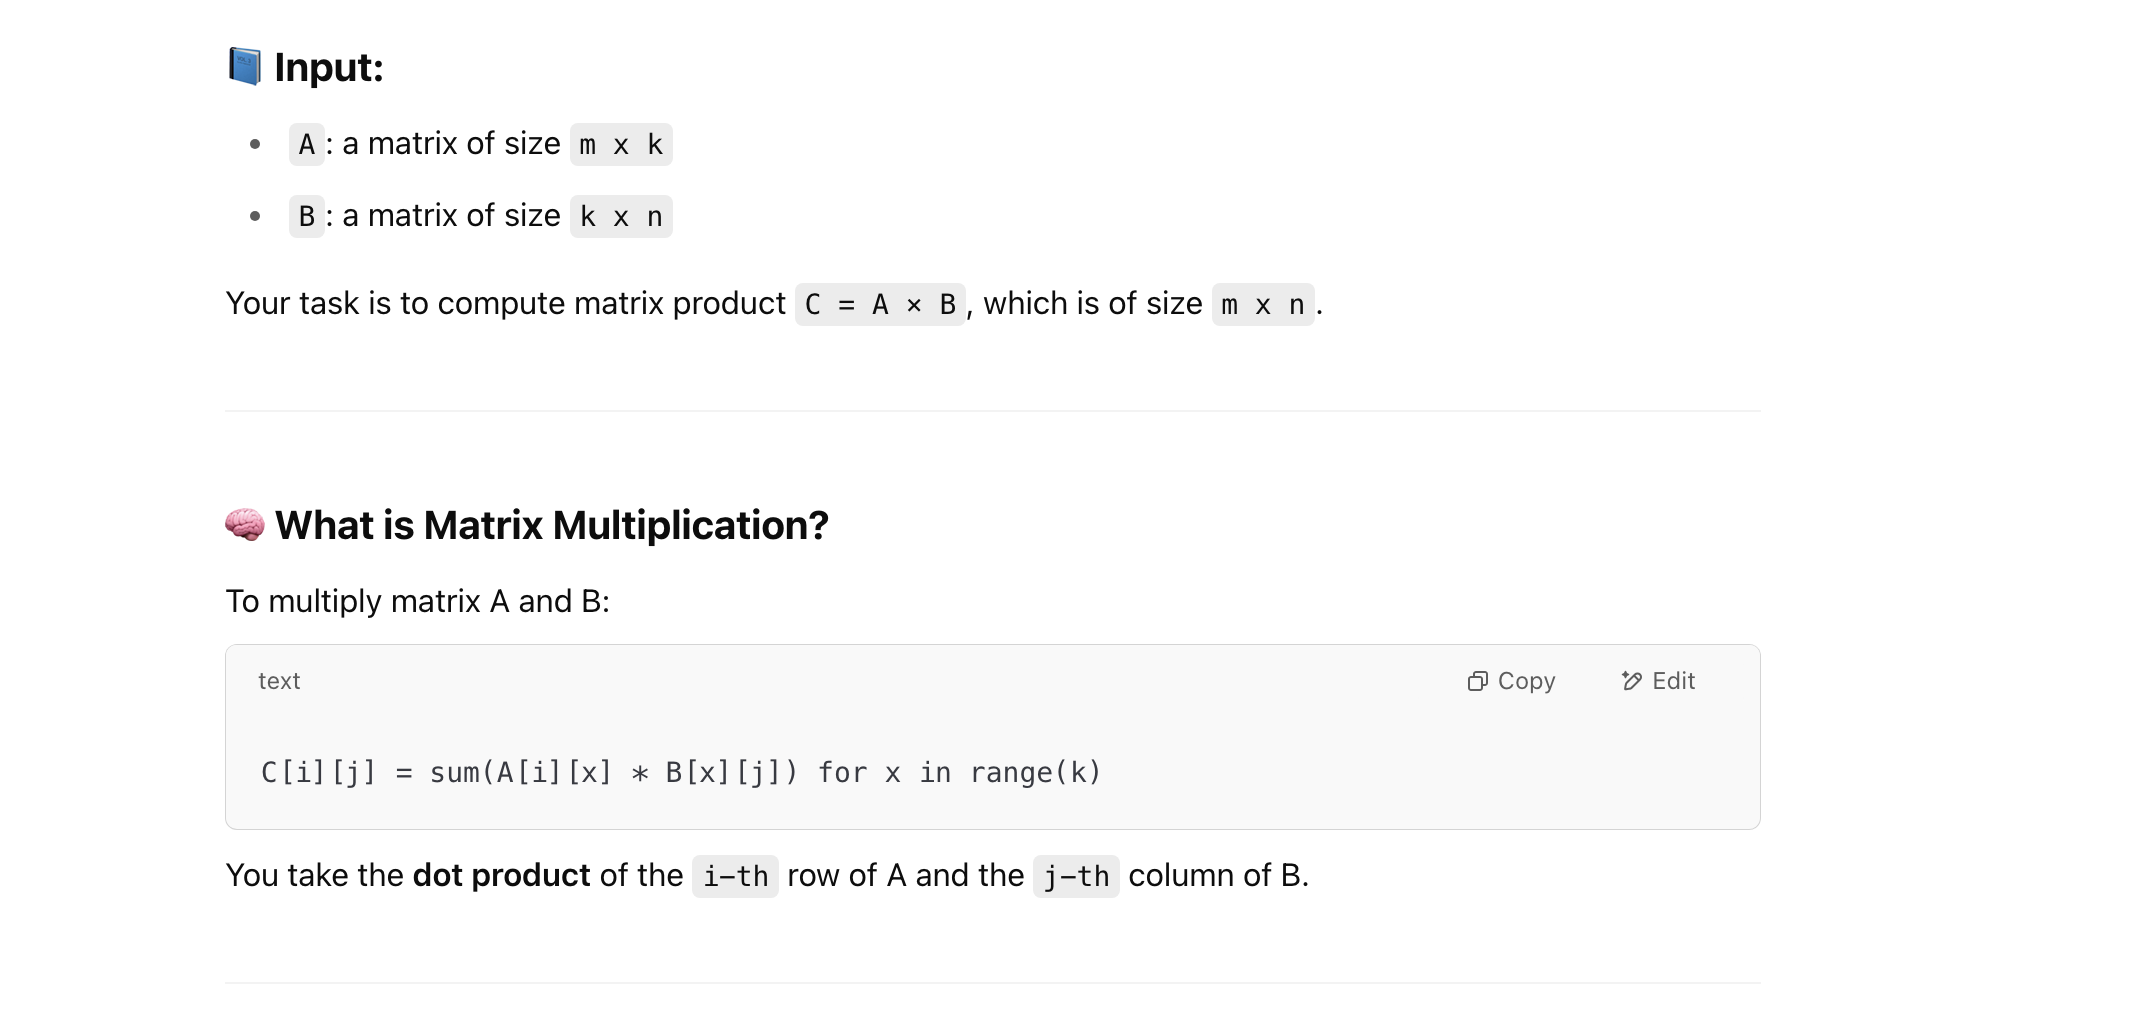 📘 Input:
• A: a matrix of size m x k
• B: a matrix of size k x n
Your task is to compute matrix product C = A × B, which is of size m x n.
🧠 What is Matrix Multiplication?
To multiply matrix A and B:
text Copy Edit
C[i][j] = sum(A[i][x] * B[x][j]) for x in range(k)
You take the dot product of the i-th row of A and the j-th column of B.